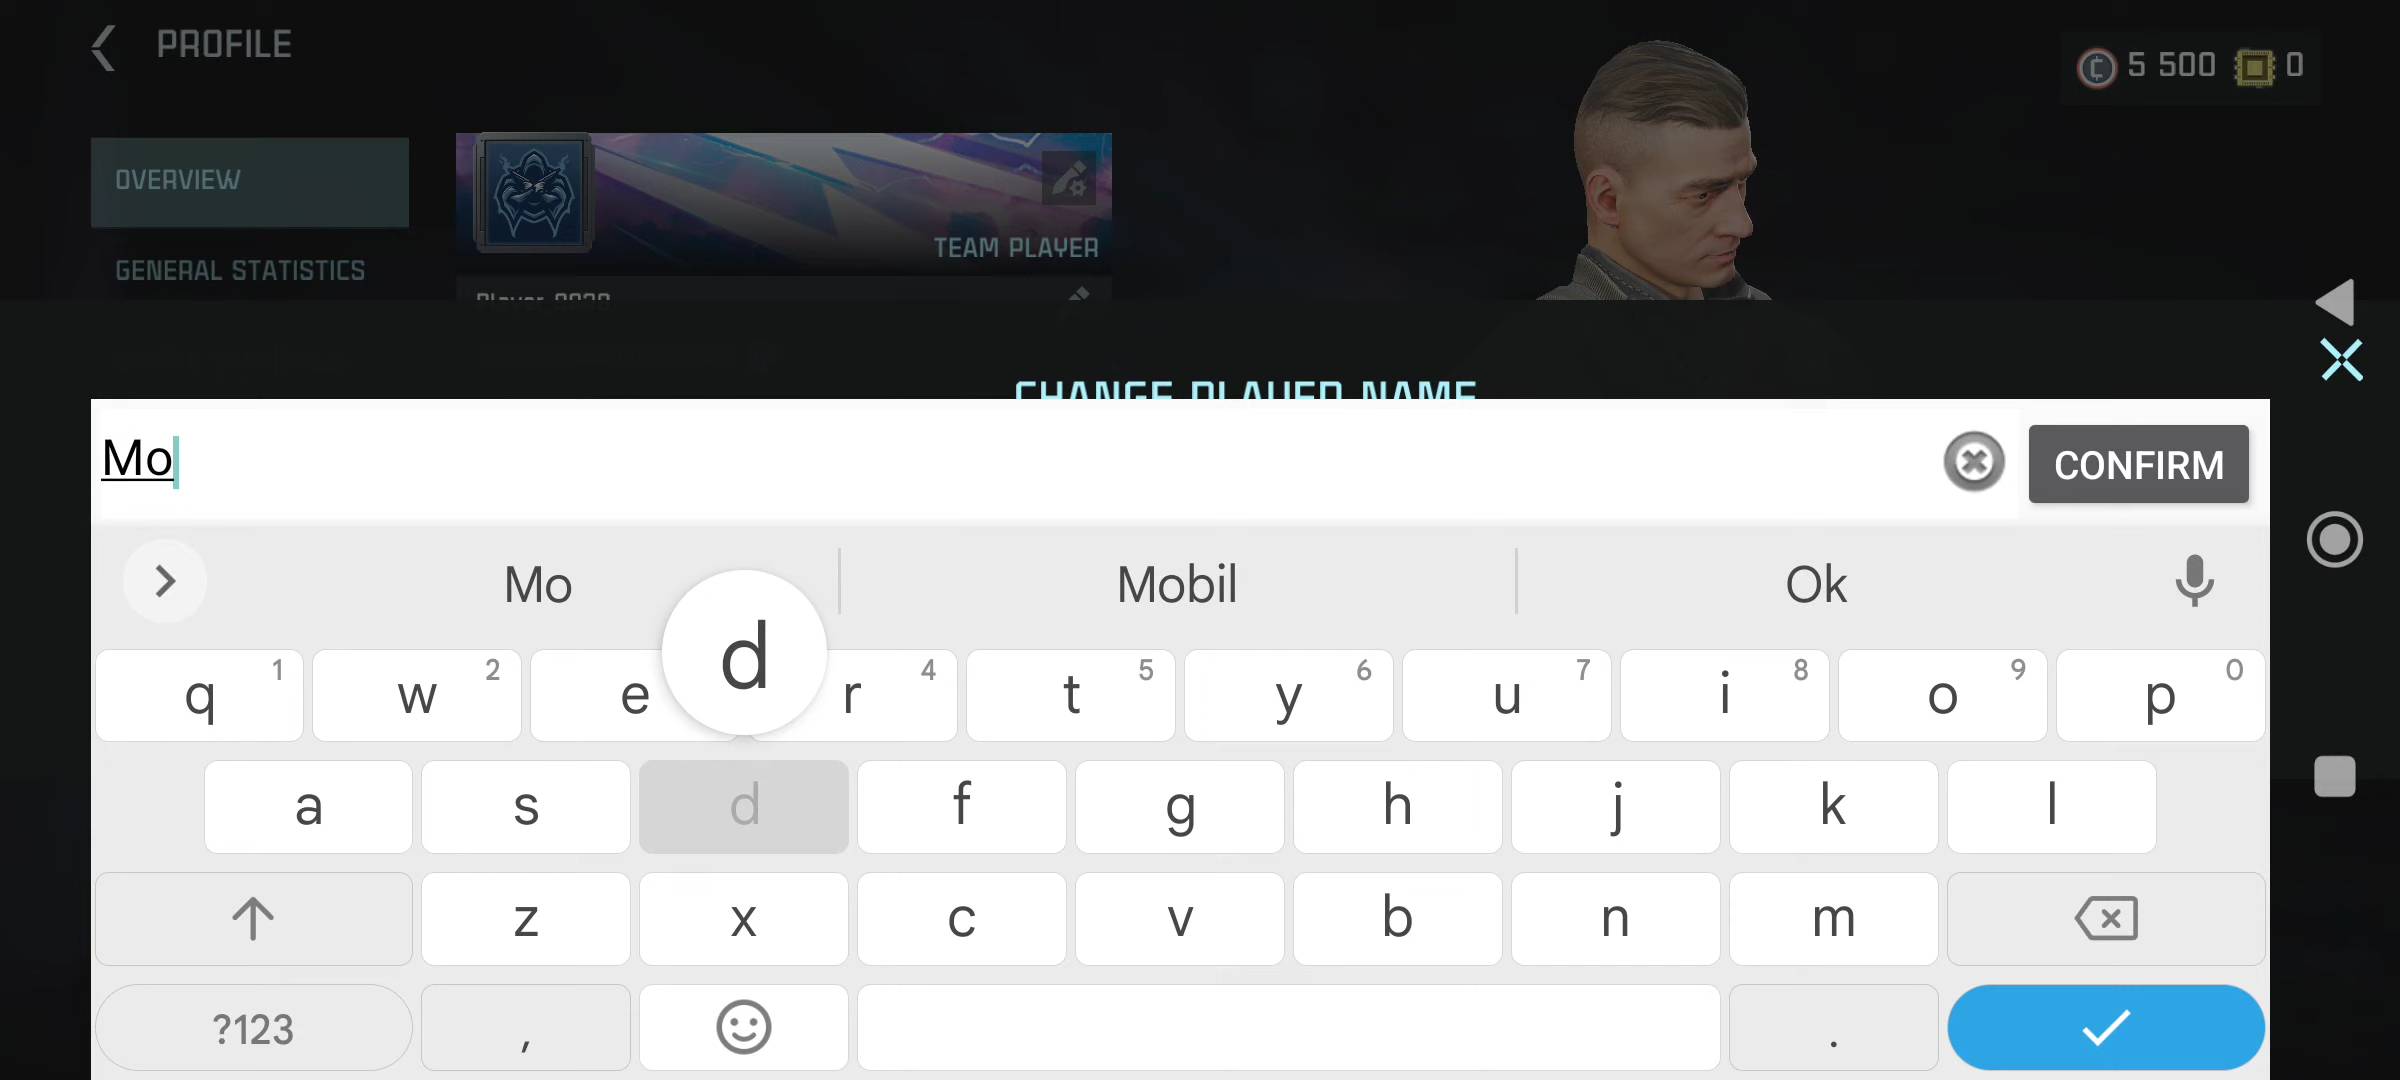 PROFILE
5 500
0
OVERVIEW
GENERAL STATISTICS
TEAM PLAYER
CHANGE PLAYER NAME
Mo
CONFIRM
Mo
Mobil
Ok
d
q 1
w 2
e
r 4
t 5
y 6
u 7
i 8
o 9
p 0
a
s
d
f
g
h
j
k
l
z
x
c
v
b
n
m
?123
,
.